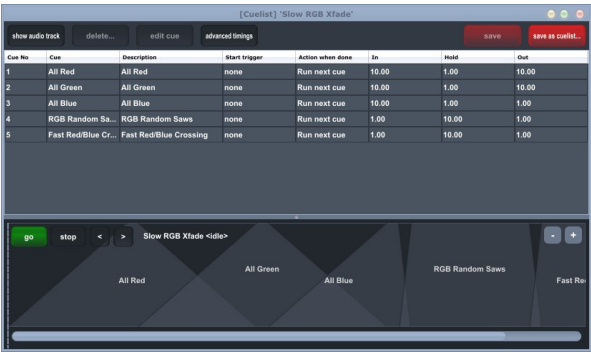 [Cuelist] 'Slow RGB Xfade'
show audio track delete... edit cue advanced timings save save as cuelist...
Cue No Cue Description Start trigger Action when done In Hold Out
1 All Red All Red none Run next cue 10.00 1.00 10.00
2 All Green All Green none Run next cue 10.00 1.00 10.00
3 All Blue All Blue none Run next cue 10.00 1.00 1.00
4 RGB Random Sa... RGB Random Saws none Run next cue 1.00 10.00 1.00
5 Fast Red/Blue Cr... Fast Red/Blue Crossing none Run next cue 1.00 10.00 1.00
go stop < > Slow RGB Xfade <idle> - +
All Red All Green All Blue RGB Random Saws Fast Re